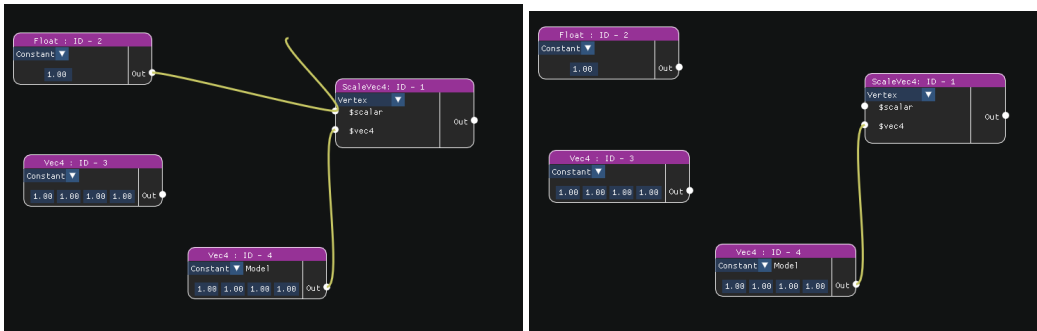 Float : ID - 2
Constant
1.00
Out
ScaleVec4: ID - 1
Vertex
$scalar
$vec4
Out
Vec4 : ID - 3
Constant
1.00 1.00 1.00 1.00
Out
Vec4 : ID - 4
Constant Model
1.00 1.00 1.00 1.00
Out
Float : ID - 2
Constant
1.00
Out
ScaleVec4: ID - 1
Vertex
$scalar
$vec4
Out
Vec4 : ID - 3
Constant
1.00 1.00 1.00 1.00
Out
Vec4 : ID - 4
Constant Model
1.00 1.00 1.00 1.00
Out